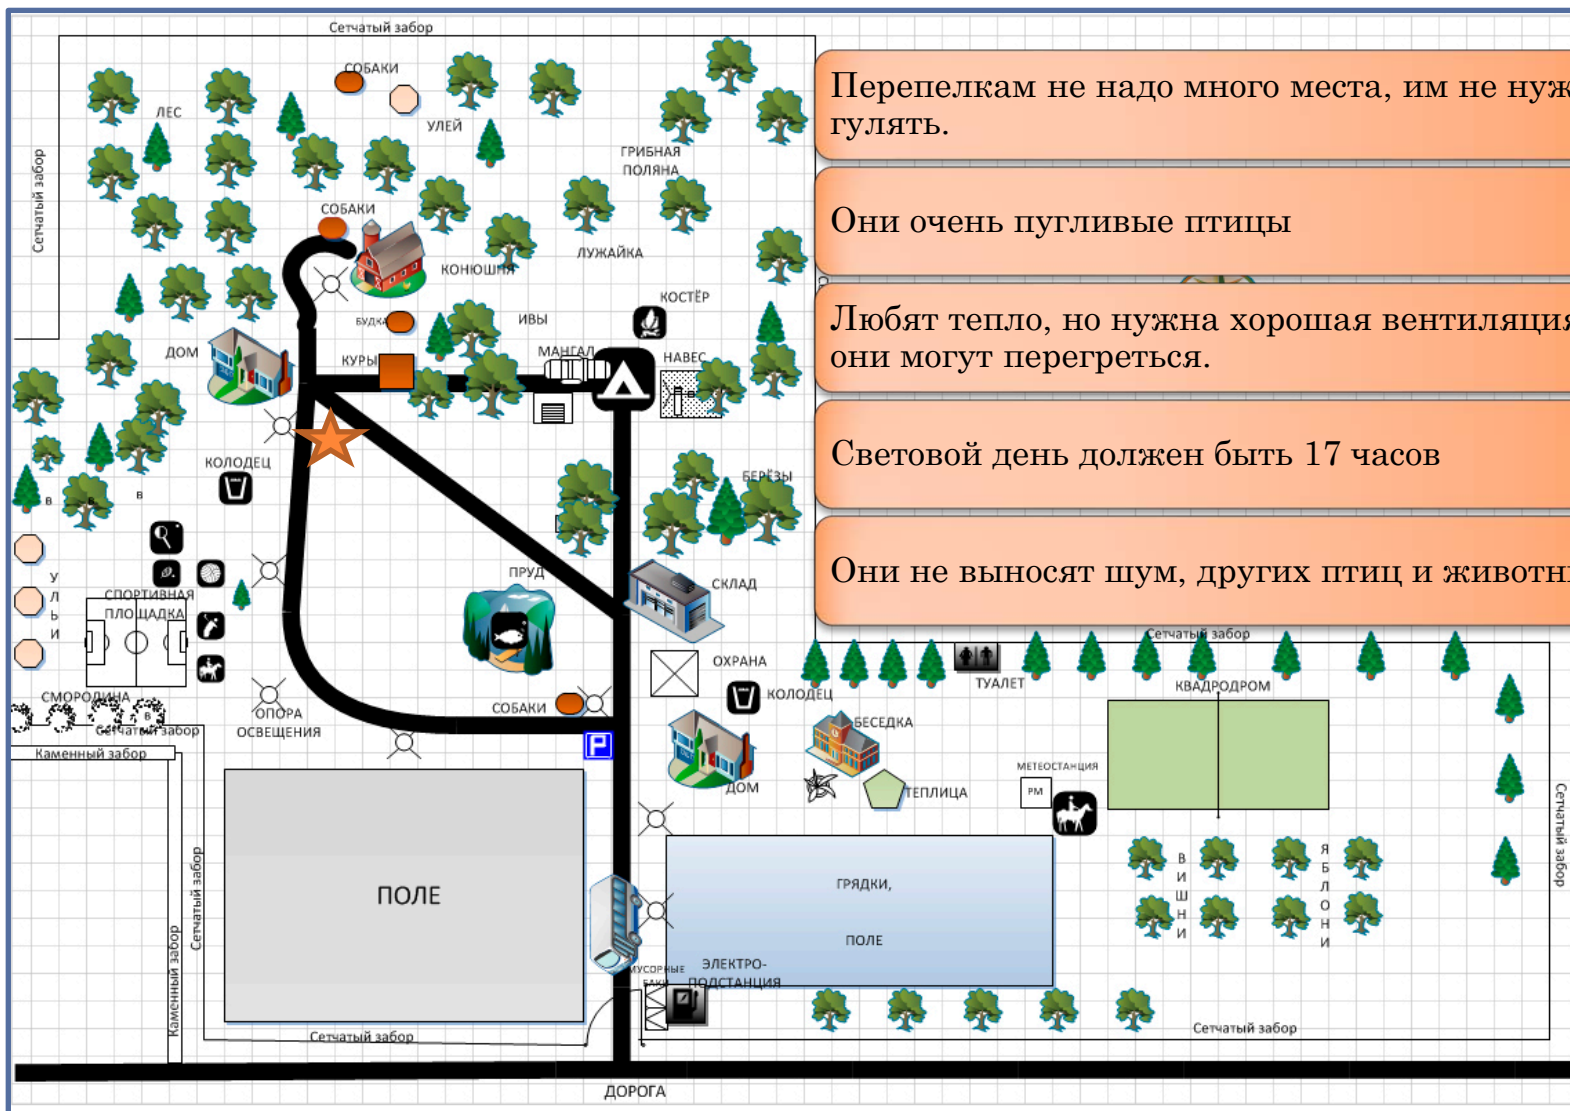 Сетчатый забор
СОБАКИ
УЛЕЙ
ЛЕС
Сетчатый забор
ГРИБНАЯ
ПОЛЯНА
СОБАКИ
ЛУЖАЙКА
КОНЮШНЯ
КОСТЁР
БУДКА
ИВЫ
ДОМ
КУРЫ
МАНГАЛ
НАВЕС
КОЛОДЕЦ
БЕРЁЗЫ
В
В
В
Перепелкам не надо много места, им не
гулять.
Они очень пугливые птицы
Любят тепло, но нужна хорошая вентиляция
они могут перегреться.
Световой день должен быть 17 часов
Они не выносят шум, других птиц и
УЛЬИ
СПОРТИВНАЯ
ПЛОЩАДКА
ПРУД
СКЛАД
ОХРАНА
КОЛОДЕЦ
СМОРОДИНА
В
Сетчатый забор
Каменный забор
ОПОРА
ОСВЕЩЕНИЯ
СОБАКИ
P
Сетчатый забор
ТУАЛЕТ
КВАДРОДРОМ
БЕСЕДКА
ДОМ
ТЕПЛИЦА
МЕТЕОСТАНЦИЯ
РМ
Сетчатый забор
ПОЛЕ
ГРЯДКИ,
ПОЛЕ
ВИШНИ
ЯБЛОНИ
Сетчатый забор
Каменный забор
МУСОРНЫЕ
БАКИ
ЭЛЕКТРО-
ПОДСТАНЦИЯ
Сетчатый забор
Сетчатый забор
ДОРОГА